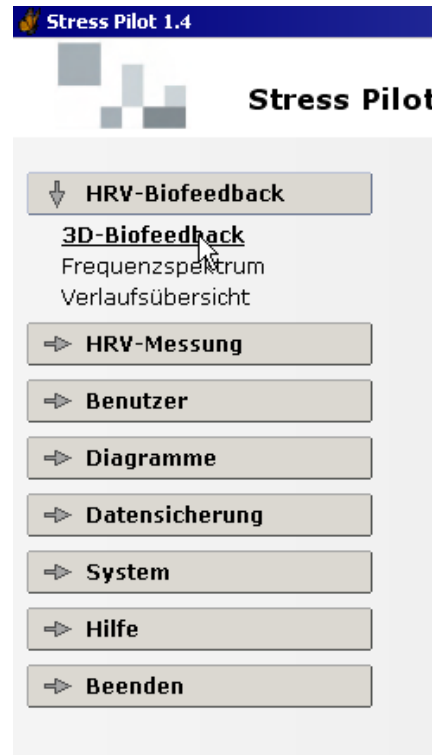 Stress Pilot 1.4
Stress Pilot
HRV-Biofeedback
3D-Biofeedback
Frequenzspektrum
Verlaufsübersicht
HRV-Messung
Benutzer
Diagramme
Datensicherung
System
Hilfe
Beenden